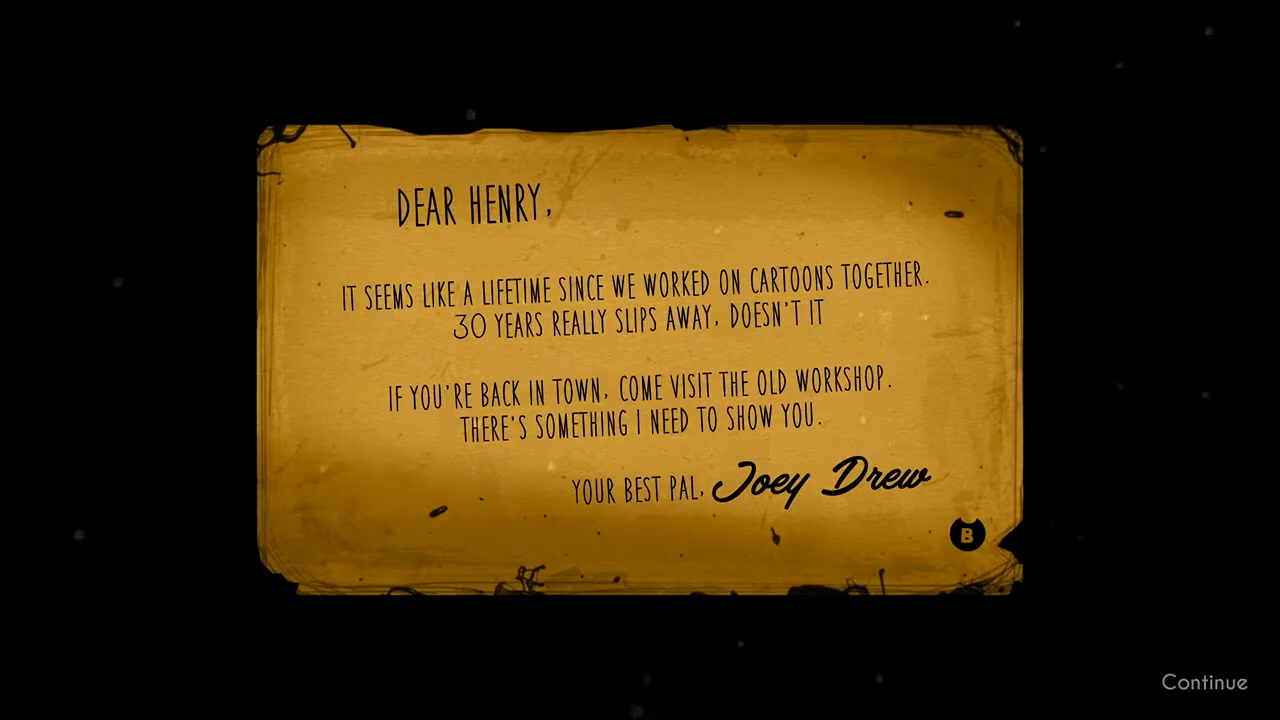 DEAR HENRY,
IT SEEMS LIKE A LIFETIME SINCE WE WORKED ON CARTOONS TOGETHER.
30 YEARS REALLY SLIPS AWAY, DOESN'T IT
IF YOU'RE BACK IN TOWN, COME VISIT THE OLD WORKSHOP.
THERE'S SOMETHING I NEED TO SHOW YOU.
YOUR BEST PAL, Joey Drew
B
Continue